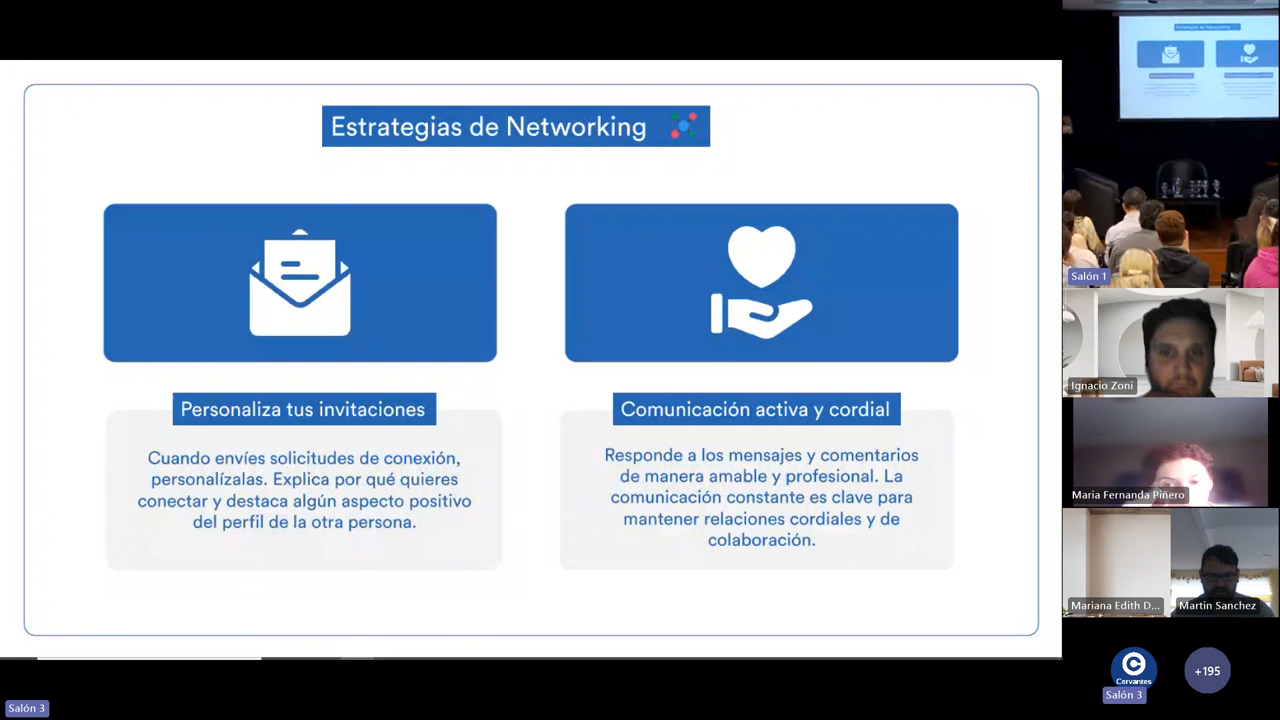 Estrategias de Networking
Personaliza tus invitaciones
Cuando envíes solicitudes de conexión,
personalízalas. Explica por qué quieres
conectar y destaca algún aspecto positivo
del perfil de la otra persona.
Comunicación activa y cordial
Responde a los mensajes y comentarios
de manera amable y profesional. La
comunicación constante es clave para
mantener relaciones cordiales y de
colaboración.
Estrategias de Networking
Salón 1
Ignacio Zoni
Maria Fernanda Piñero
Mariana Edith D...
Martin Sanchez
Cervantes
Salón 3
+195
Salón 3